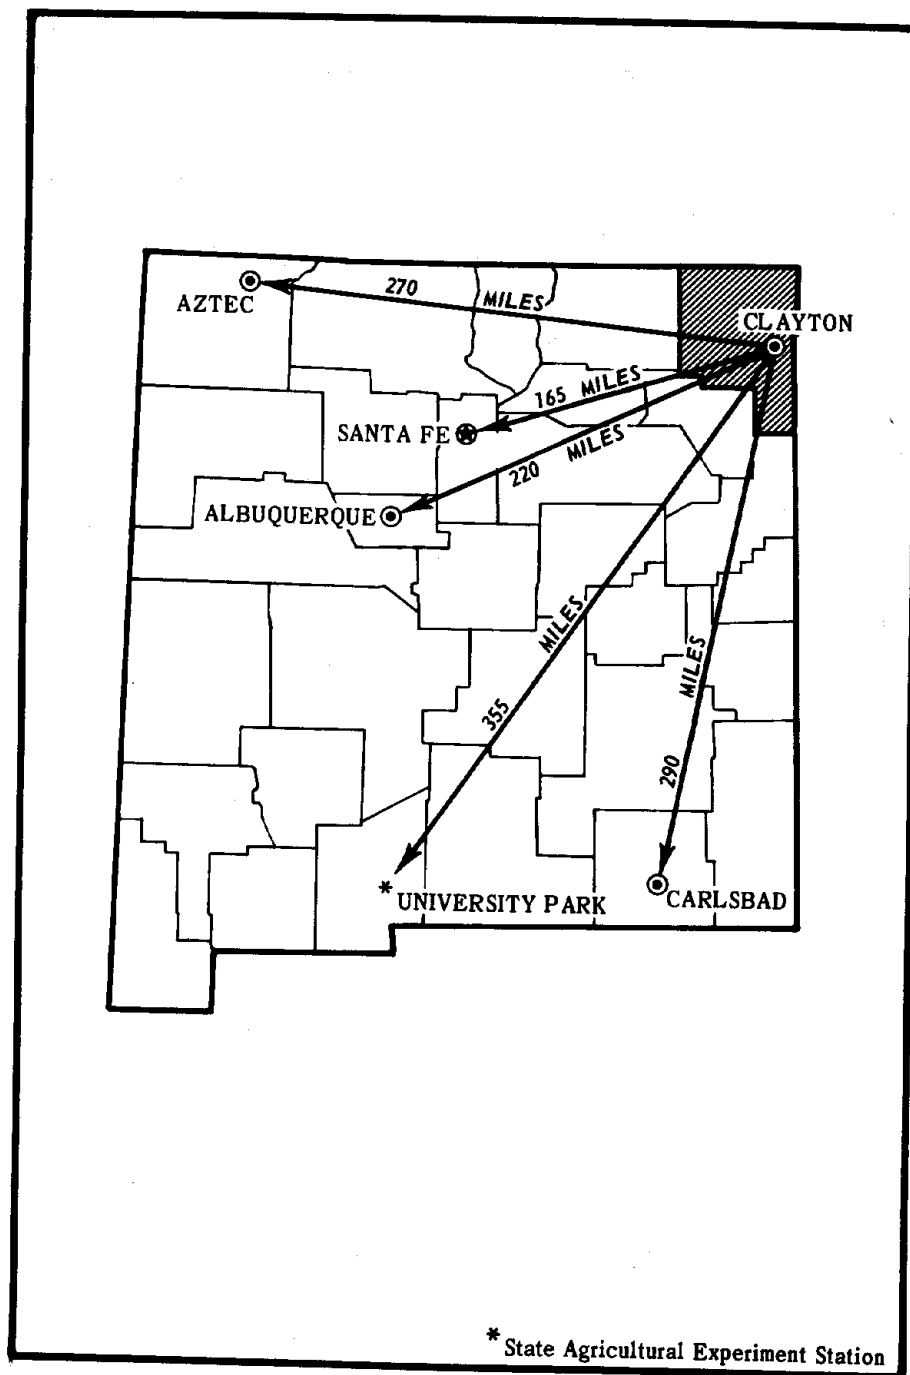 270 MILES
AZTEC
CLAYTON
165 MILES
SANTA FE
220 MILES
ALBUQUERQUE
355 MILES
290 MILES
* UNIVERSITY PARK
CARLSBAD
* State Agricultural Experiment Station